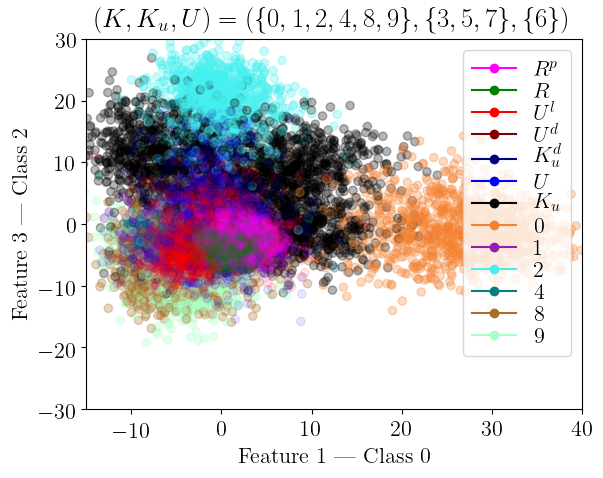 (K, K_u, U) = ({0, 1, 2, 4, 8, 9}, {3, 5, 7}, {6})
Feature 3 — Class 2
30
20
10
0
−10
−20
−30
−10
0
10
20
30
40
Feature 1 — Class 0
R^p
R
U^l
U^d
K_u^d
U
K_u
0
1
2
4
8
9